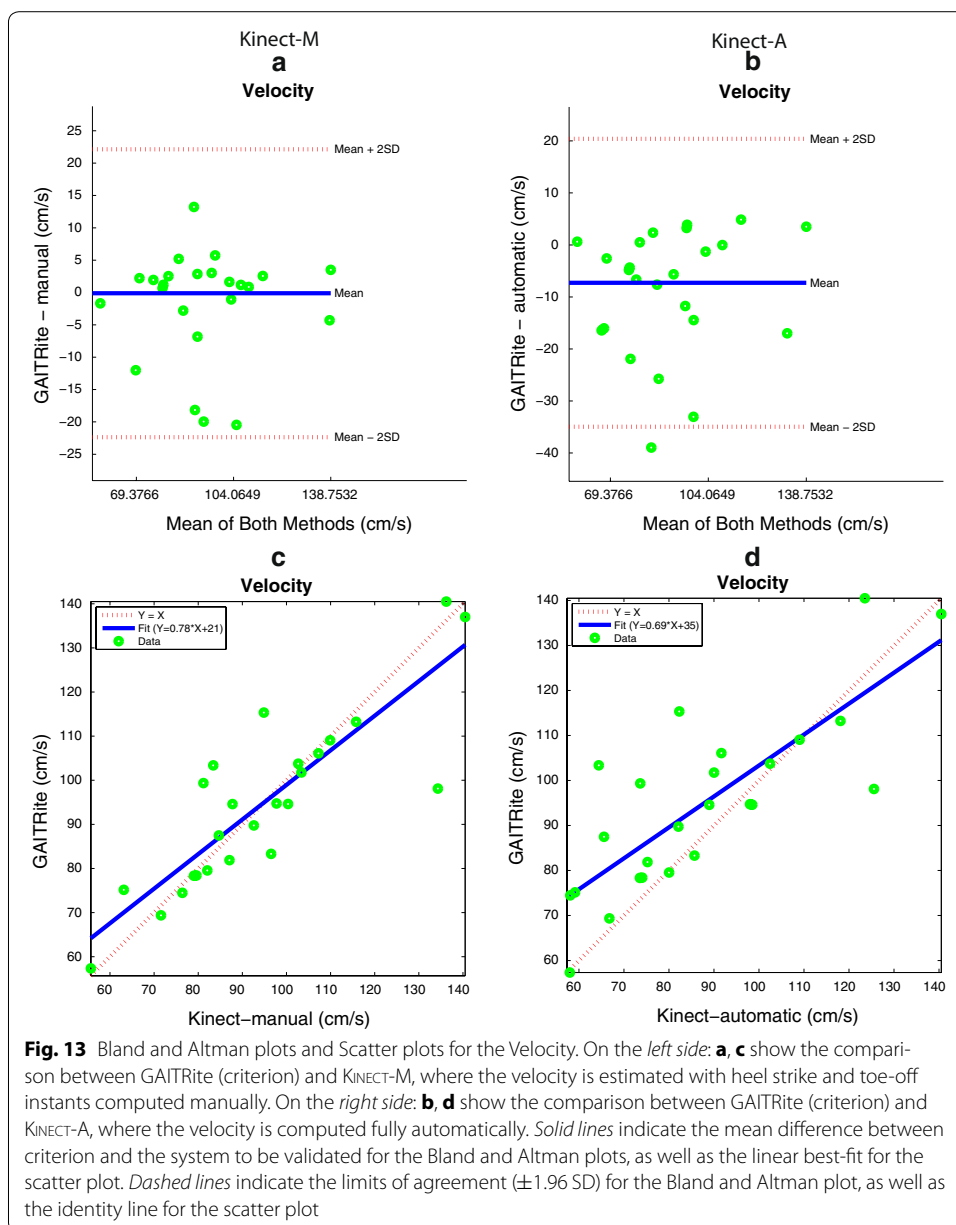 Kinect-M
a
Velocity
25
20
15
10
5
0
−5
−10
−15
−20
−25
GAITRite − manual (cm/s)
Mean + 2SD
Mean
Mean − 2SD
69.3766 104.0649 138.7532
Mean of Both Methods (cm/s)
Kinect-A
b
Velocity
20
10
0
−10
−20
−30
−40
GAITRite − automatic (cm/s)
Mean + 2SD
Mean
Mean − 2SD
69.3766 104.0649 138.7532
Mean of Both Methods (cm/s)
c
Velocity
Y = X
Fit (Y=0.78*X+21)
Data
140
130
120
110
100
90
80
70
60
GAITRite (cm/s)
60 70 80 90 100 110 120 130 140
Kinect−manual (cm/s)
d
Velocity
Y = X
Fit (Y=0.69*X+35)
Data
140
130
120
110
100
90
80
70
60
GAITRite (cm/s)
60 70 80 90 100 110 120 130 140
Kinect−automatic (cm/s)
Fig. 13 Bland and Altman plots and Scatter plots for the Velocity. On the left side: a, c show the compari-
son between GAITRite (criterion) and Kinect-M, where the velocity is estimated with heel strike and toe-off
instants computed manually. On the right side: b, d show the comparison between GAITRite (criterion) and
Kinect-A, where the velocity is computed fully automatically. Solid lines indicate the mean difference between
criterion and the system to be validated for the Bland and Altman plots, as well as the linear best-fit for the
scatter plot. Dashed lines indicate the limits of agreement (±1.96 SD) for the Bland and Altman plot, as well as
the identity line for the scatter plot